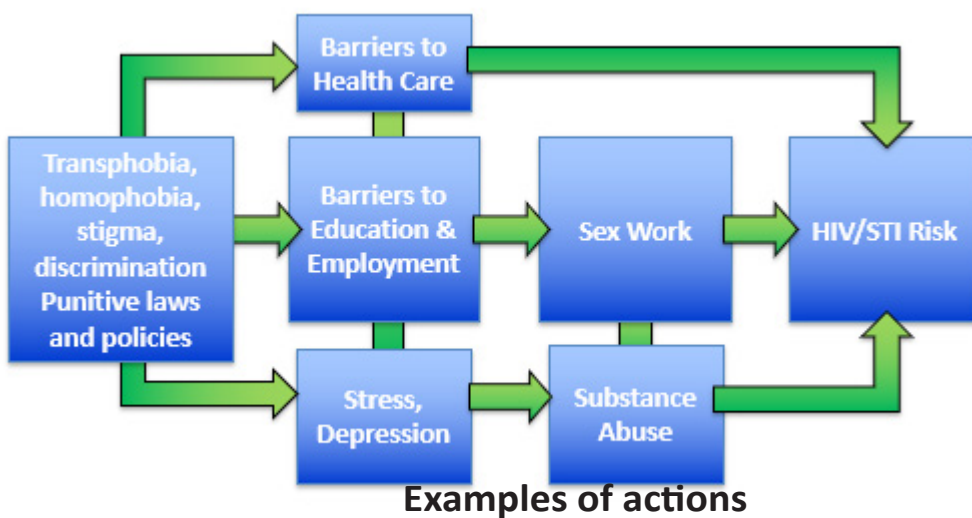 Barriers to
Health Care
Transphobia,
homophobia,
stigma,
discrimination
Punitive laws
and policies
Barriers to
Education &
Employment
Sex Work
HIV/STI Risk
Stress,
Depression
Substance
Abuse
Examples of actions